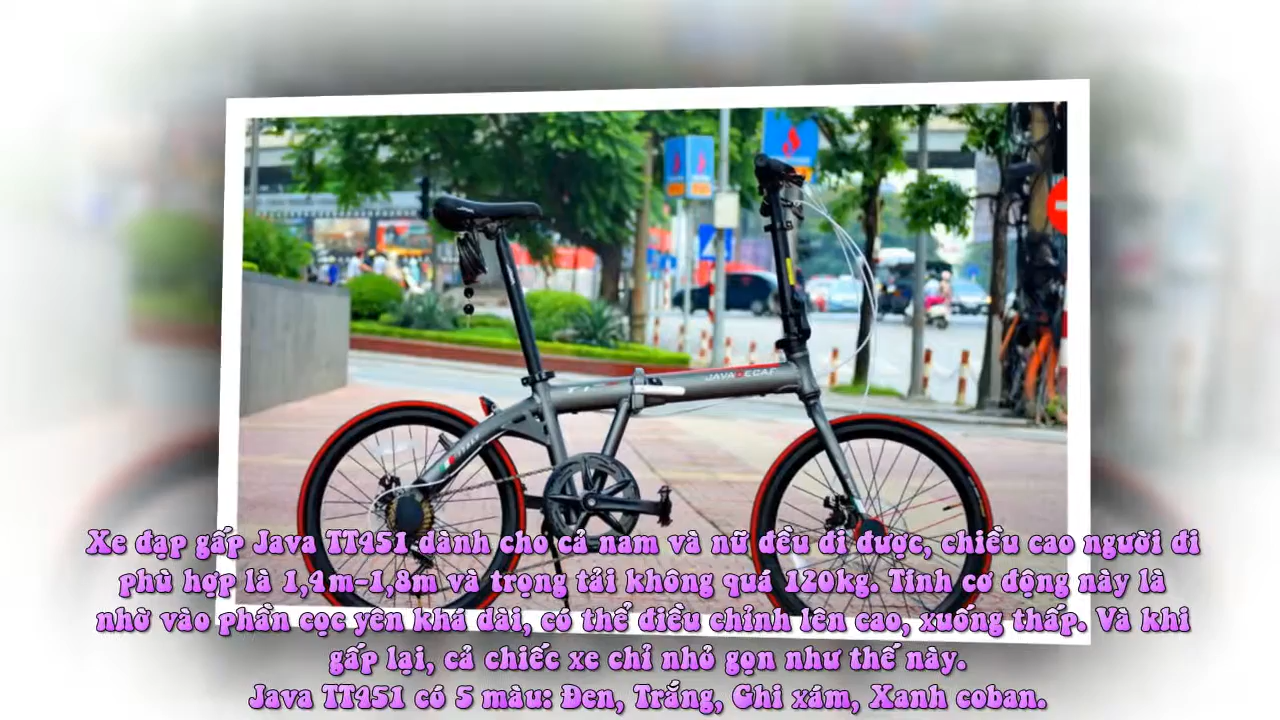 JAVA DECAF
Xe đạp gấp Java TT451 dành cho cả nam và nữ đều đi được, chiều cao người đi
phù hợp là 1,4m-1,8m và trọng tải không quá 120kg. Tính cơ động này là
nhờ vào phần cọc yên khá dài, có thể điều chỉnh lên cao, xuống thấp. Và khi
gấp lại, cả chiếc xe chỉ nhỏ gọn như thế này.
Java TT451 có 5 màu: Đen, Trắng, Ghi xám, Xanh coban.